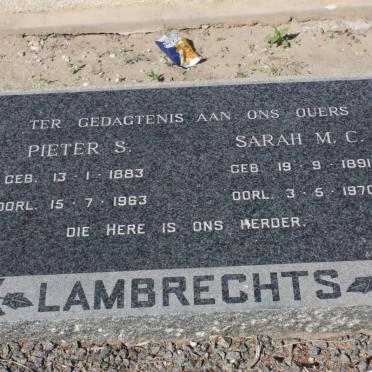 TER GEDAGTENIS AAN ONS OUERS
PIETER S. SARAH M. C.
GEB. 13·1·1883 GEB 19·9·1891
OORL. 15·7·1963 OORL. 3·5·1970
DIE HERE IS ONS HERDER.
LAMBRECHTS